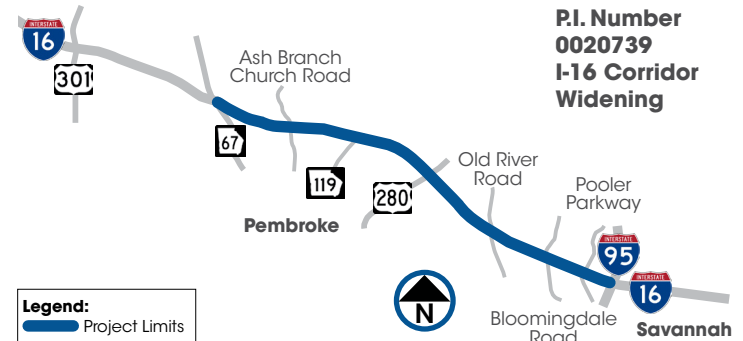 P.I. Number
0020739
I-16 Corridor
Widening
INTERSTATE
16
301
Ash Branch
Church Road
67
119
280
Pembroke
Old River
Road
Pooler
Parkway
INTERSTATE
95
INTERSTATE
16
Savannah
Bloomingdale
Road
N
Legend:
Project Limits